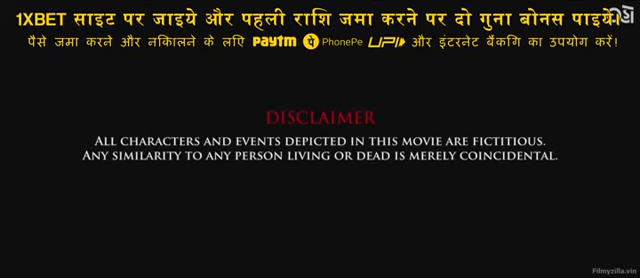 1XBET साइट पर जाइये और पहली राशि जमा करने पर दो गुना बोनस पाइये।
पैसे जमा करने और निकालने के लिए Paytm पे PhonePe UPI और इंटरनेट बैंकिंग का उपयोग करें!
DISCLAIMER
ALL CHARACTERS AND EVENTS DEPICTED IN THIS MOVIE ARE FICTITIOUS.
ANY SIMILARITY TO ANY PERSON LIVING OR DEAD IS MERELY COINCIDENTAL.
Filmyzilla.vin